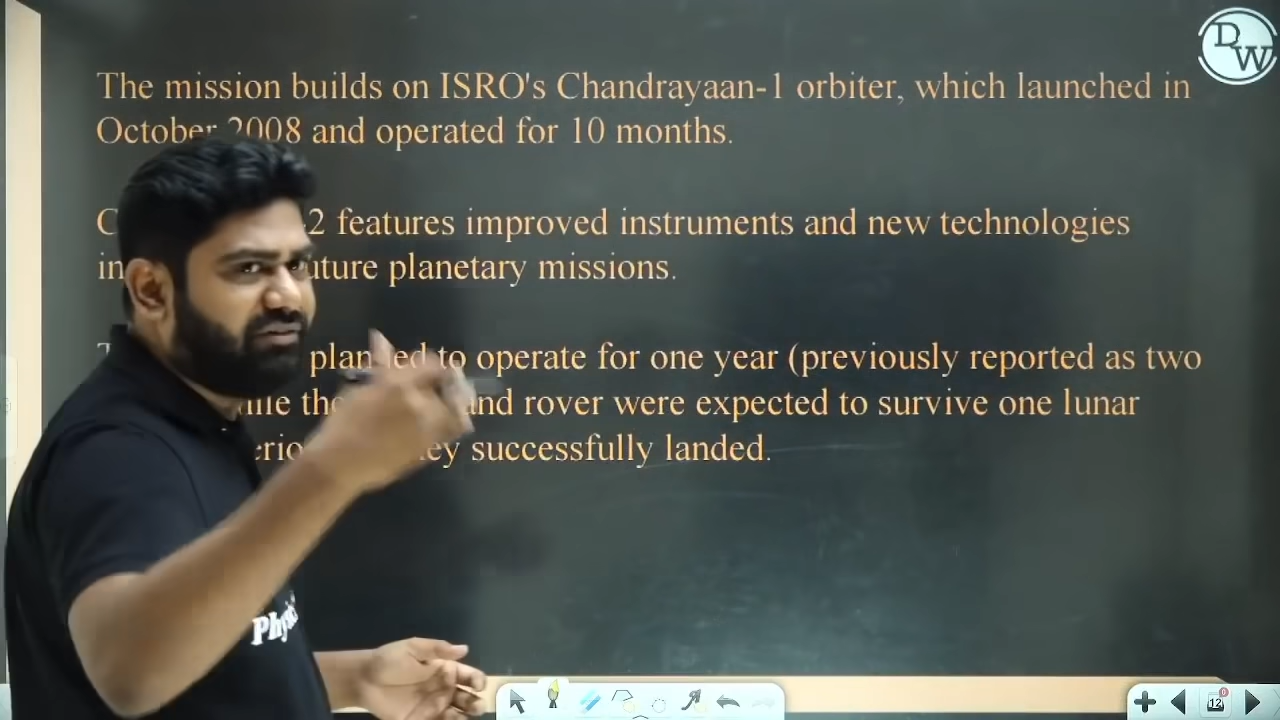 The mission builds on ISRO's Chandrayaan-1 orbiter, which launched in
October 2008 and operated for 10 months.
2 features improved instruments and new technologies
planetary missions.
to operate for one year (previously reported as two
and rover were expected to survive one lunar
successfully landed.
PW
12